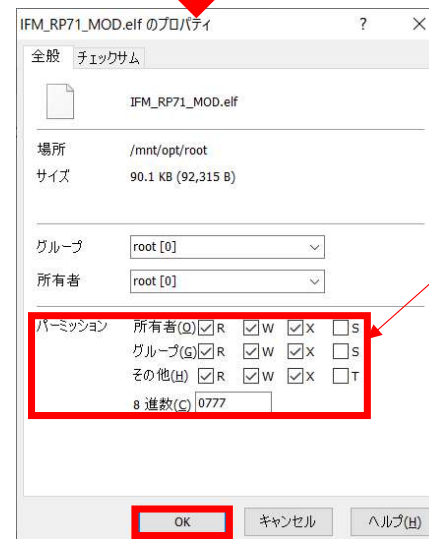 IFM_RP71_MOD.elf のプロパティ ? ×
全般 チェックサム
IFM_RP71_MOD.elf
場所 /mnt/opt/root
サイズ 90.1 KB (92,315 B)
グループ root [0]
所有者 root [0]
パーミッション 所有者(O) R W X S
グループ(G) R W X S
その他(H) R W X T
8 進数(C) 0777
OK キャンセル ヘルプ(H)